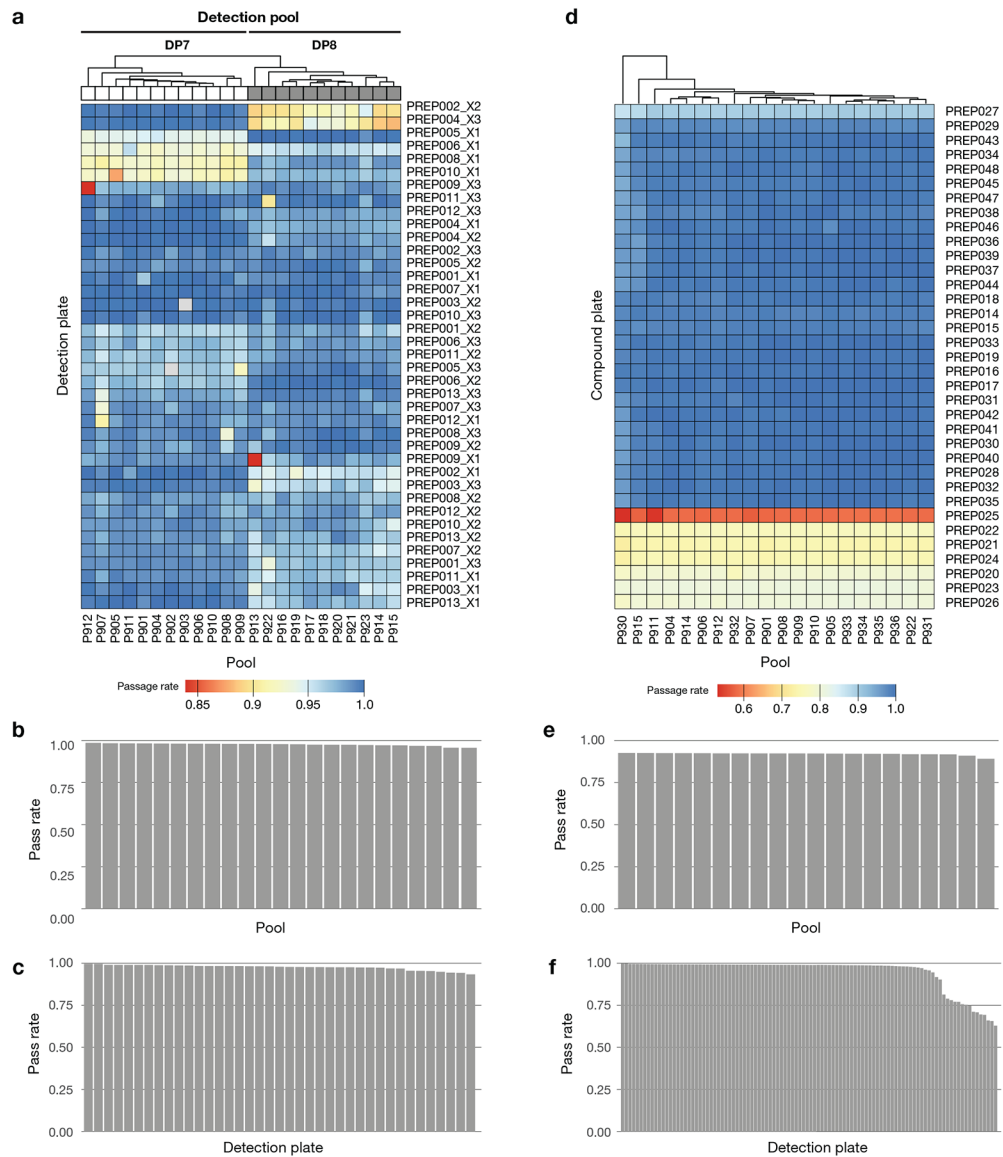 a
Detection pool
DP7 DP8
PREP002_X2
PREP004_X3
PREP005_X1
PREP006_X1
PREP008_X1
PREP010_X1
PREP009_X3
PREP011_X3
PREP012_X3
PREP004_X1
PREP004_X2
PREP002_X3
PREP005_X2
PREP001_X1
PREP007_X1
PREP003_X2
PREP010_X3
PREP001_X2
PREP006_X3
PREP011_X2
PREP005_X3
PREP006_X2
PREP013_X3
PREP007_X3
PREP012_X1
PREP008_X3
PREP009_X2
PREP009_X1
PREP002_X1
PREP003_X3
PREP008_X2
PREP012_X2
PREP010_X2
PREP013_X2
PREP007_X2
PREP001_X3
PREP011_X1
PREP003_X1
PREP013_X1
Detection plate
P912 P907 P905 P911 P901 P904 P902 P903 P906 P910 P908 P909 P913 P922 P916 P919 P917 P918 P920 P921 P923 P914 P915
Pool
Passage rate
0.85 0.9 0.95 1.0
d
PREP027
PREP029
PREP043
PREP034
PREP048
PREP045
PREP047
PREP038
PREP046
PREP036
PREP039
PREP037
PREP044
PREP018
PREP014
PREP015
PREP033
PREP019
PREP016
PREP017
PREP031
PREP042
PREP041
PREP030
PREP040
PREP028
PREP032
PREP035
PREP025
PREP022
PREP021
PREP024
PREP020
PREP023
PREP026
Compound plate
P930 P915 P911 P904 P914 P906 P912 P932 P907 P901 P908 P909 P910 P905 P933 P934 P935 P936 P922 P931
Pool
Passage rate
0.6 0.7 0.8 0.9 1.0
b
1.00
0.75
0.50
0.25
0.00
Pass rate
Pool
e
1.00
0.75
0.50
0.25
0.00
Pass rate
Pool
c
1.00
0.75
0.50
0.25
0.00
Pass rate
Detection plate
f
1.00
0.75
0.50
0.25
0.00
Pass rate
Detection plate